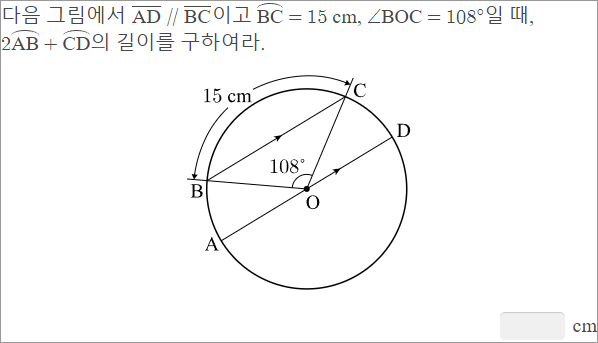 다음 그림에서 AD // BC이고 BC = 15 cm, ∠BOC = 108°일 때,
2AB + CD의 길이를 구하여라.
15 cm
C
D
108°
B
O
A
cm